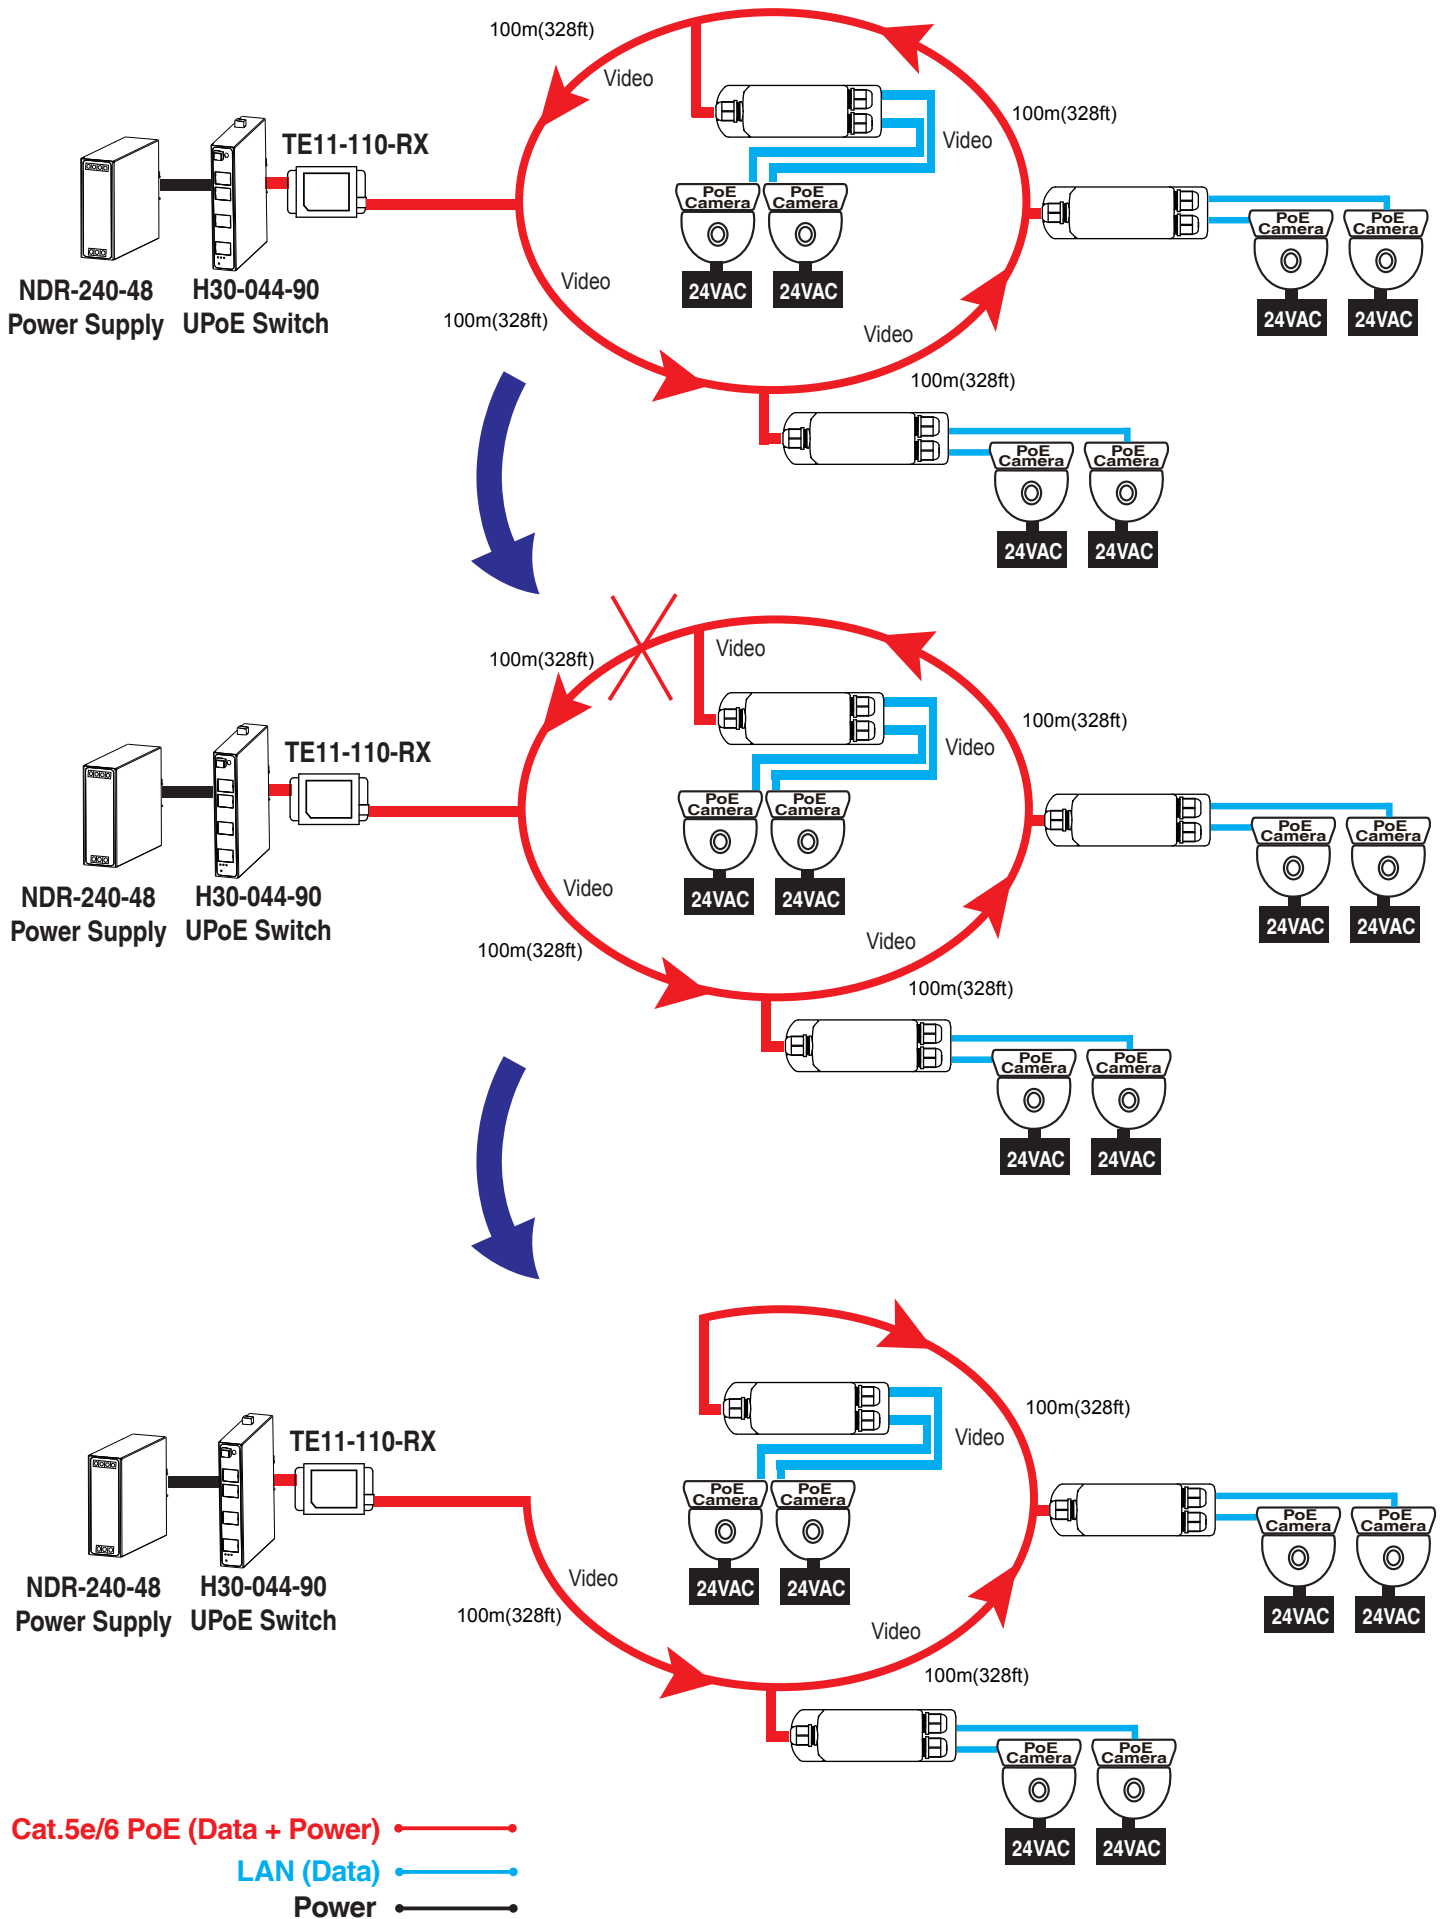 100m(328ft)
Video
TE11-110-RX
100m(328ft)
Video
PoE
Camera
PoE
Camera
PoE
Camera
PoE
Camera
NDR-240-48
Power Supply
H30-044-90
UPoE Switch
Video
24VAC
24VAC
24VAC
24VAC
100m(328ft)
Video
100m(328ft)
PoE
Camera
PoE
Camera
24VAC
24VAC
100m(328ft)
Video
TE11-110-RX
100m(328ft)
Video
PoE
Camera
PoE
Camera
PoE
Camera
PoE
Camera
NDR-240-48
Power Supply
H30-044-90
UPoE Switch
Video
24VAC
24VAC
24VAC
24VAC
100m(328ft)
Video
100m(328ft)
PoE
Camera
PoE
Camera
24VAC
24VAC
TE11-110-RX
100m(328ft)
Video
PoE
Camera
PoE
Camera
PoE
Camera
PoE
Camera
NDR-240-48
Power Supply
H30-044-90
UPoE Switch
Video
24VAC
24VAC
24VAC
24VAC
100m(328ft)
Video
100m(328ft)
PoE
Camera
PoE
Camera
24VAC
24VAC
Cat.5e/6 PoE (Data + Power)
LAN (Data)
Power